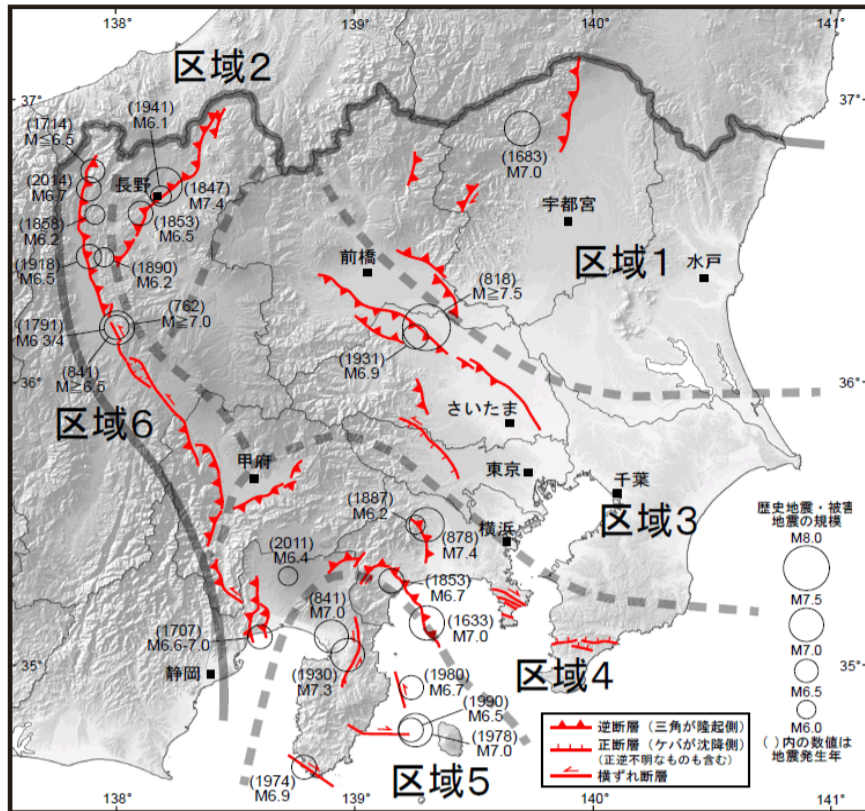 138°
139°
140°
141°
37°
37°
区域2
(1941)
M6.1
(1714)
M≦6.5
(2014)
M6.7
長野
(1847)
M7.4
(1858)
M6.2
(1853)
M6.5
(1918)
M6.5
(1890)
M6.2
(1683)
M7.0
宇都宮
前橋
区域1
水戸
(818)
M≧7.5
(762)
M≧7.0
(1791)
M6 3/4
(841)
M≧6.5
(1931)
M6.9
36°
36°
区域6
さいたま
甲府
東京
千葉
区域3
(1887)
M6.2
(878)
M7.4
横浜
歴史地震・被害
地震の規模
M8.0
M7.5
M7.0
M6.5
M6.0
( )内の数値は
地震発生年
(2011)
M6.4
(1853)
M6.7
(841)
M7.0
(1633)
M7.0
(1707)
M6.6-7.0
35°
35°
静岡
(1930)
M7.3
(1980)
M6.7
(1990)
M6.5
(1978)
M7.0
区域4
(1974)
M6.9
区域5
逆断層(三角が隆起側)
正断層(ケバが沈降側)
(正逆不明なものも含む)
横ずれ断層
138°
139°
140°
141°